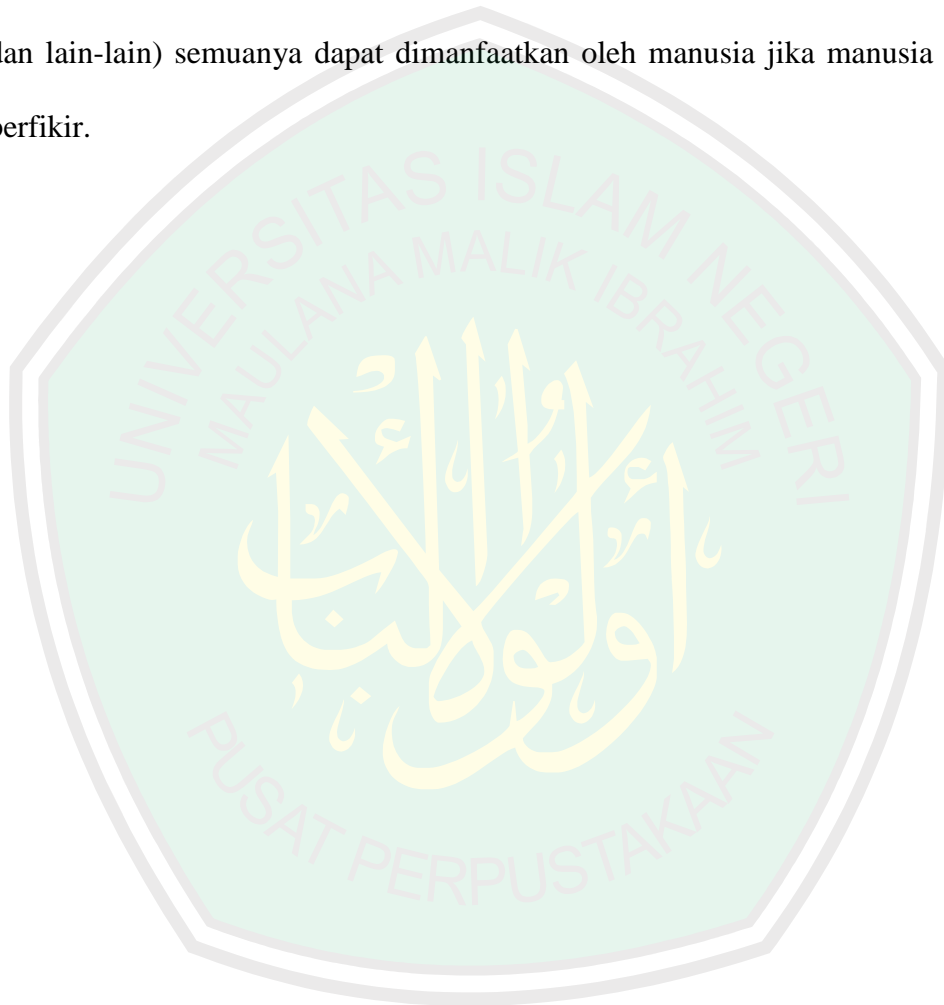 dan lain-lain) semuanya dapat dimanfaatkan oleh manusia jika manusia
berfikir.
UNIVERSITAS ISLAM NEGERI
MAULANA MALIK IBRAHIM
أولوا الألباب
PUSAT PERPUSTAKAAN